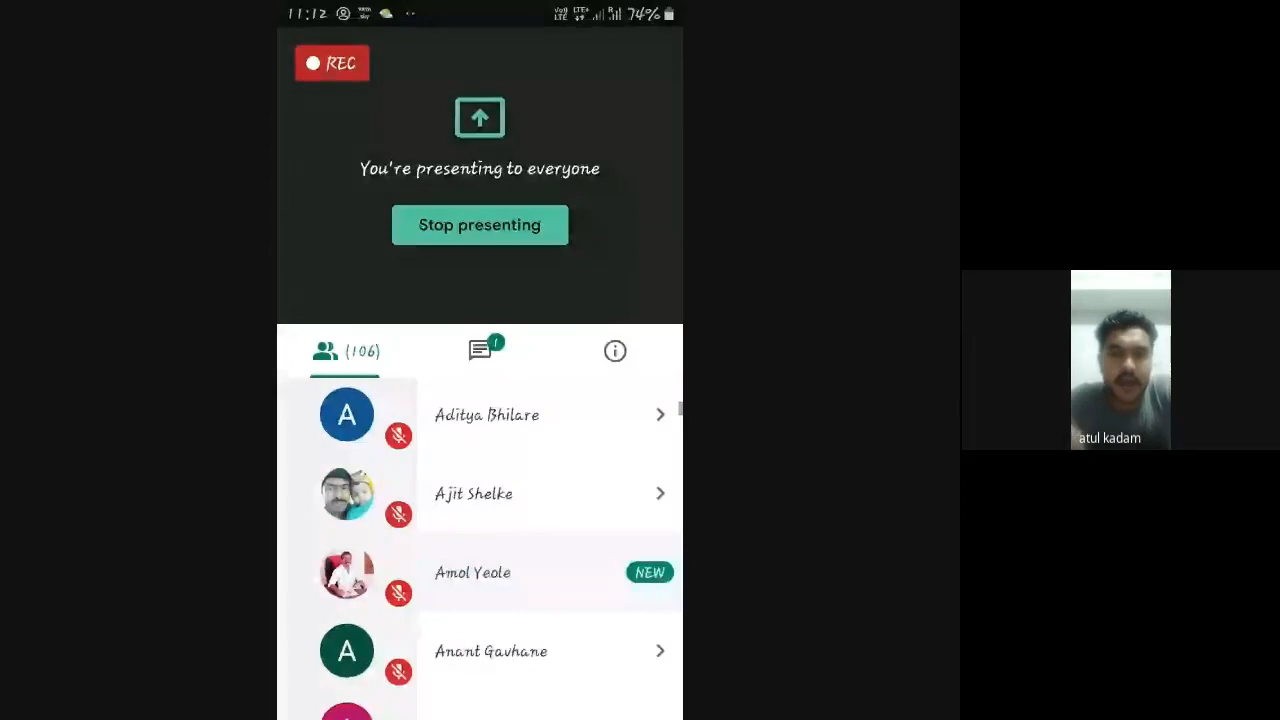 11:12
74%
REC
You're presenting to everyone
Stop presenting
(106)
1
A
Aditya Bhilare
Ajit Shelke
Amol Yeole
NEW
A
Anant Gavhane
atul kadam